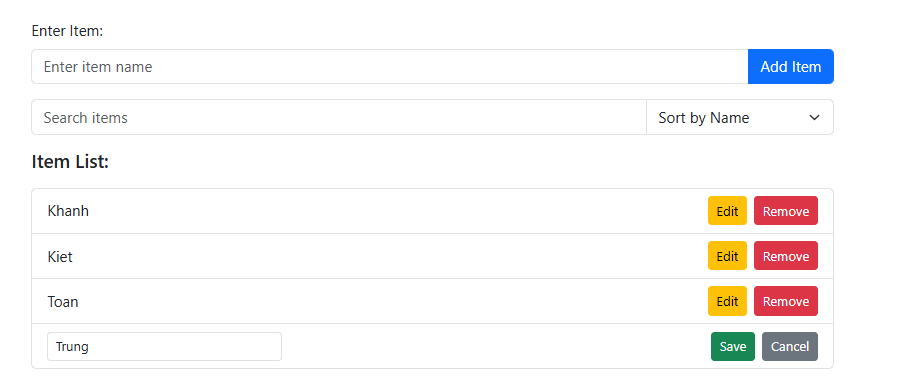 Enter Item:
Enter item name Add Item
Search items Sort by Name
Item List:
Khanh Edit Remove
Kiet Edit Remove
Toan Edit Remove
Trung Save Cancel